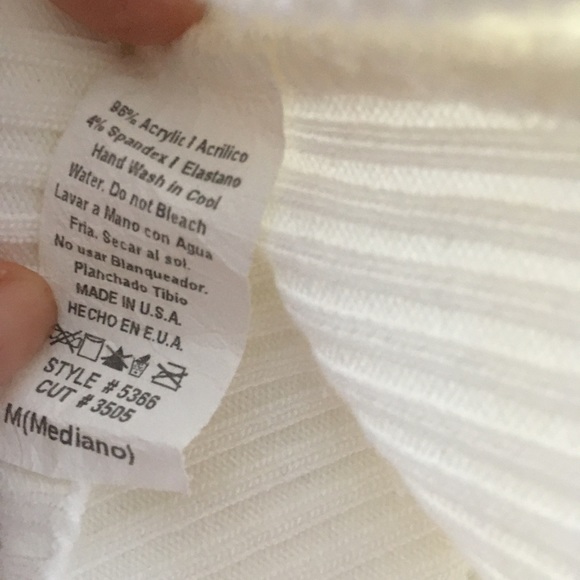 96% Acrylic / Acrilico
4% Spandex / Elastano
Hand Wash in Cool
Water. Do not Bleach
Lavar a Mano con Agua
Fria. Secar al sol.
No usar Blanqueador.
Planchado Tibio
MADE IN U.S.A.
HECHO EN E.U.A.
STYLE # 5366
CUT # 3505
M(Mediano)